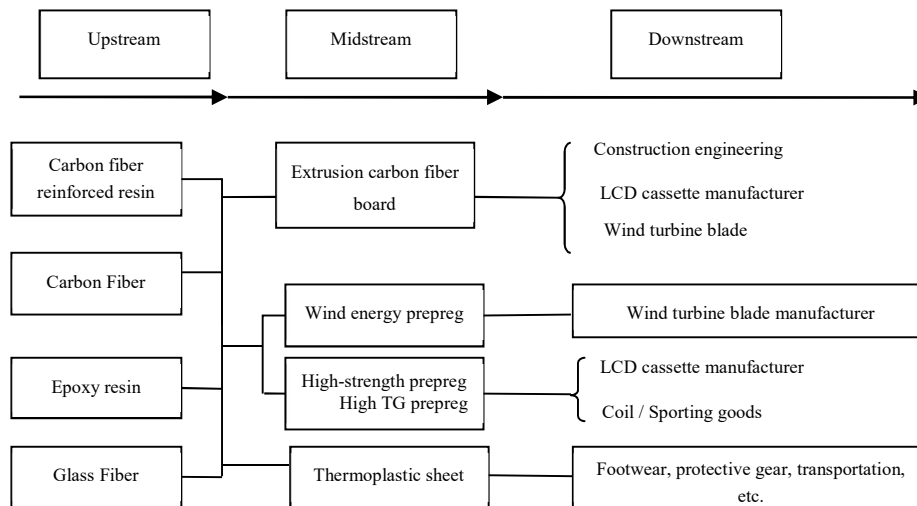 Upstream
Midstream
Downstream
Carbon fiber
reinforced resin
Carbon Fiber
Epoxy resin
Glass Fiber
Extrusion carbon fiber
board
Wind energy prepreg
High-strength prepreg
High TG prepreg
Thermoplastic sheet
Construction engineering
LCD cassette manufacturer
Wind turbine blade
Wind turbine blade manufacturer
LCD cassette manufacturer
Coil / Sporting goods
Footwear, protective gear, transportation,
etc.